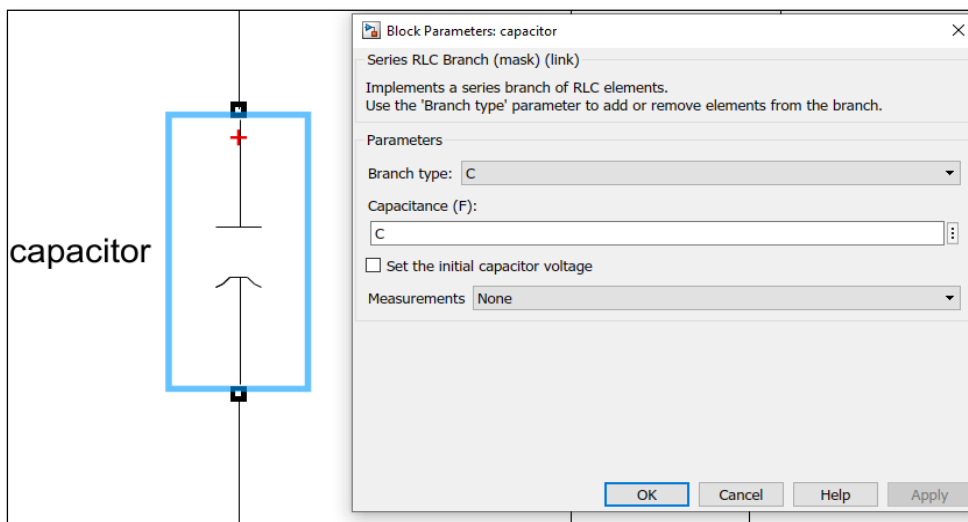 capacitor
Block Parameters: capacitor
Series RLC Branch (mask) (link)
Implements a series branch of RLC elements.
Use the 'Branch type' parameter to add or remove elements from the branch.
Parameters
Branch type: C
Capacitance (F):
C
Set the initial capacitor voltage
Measurements None
OK Cancel Help Apply